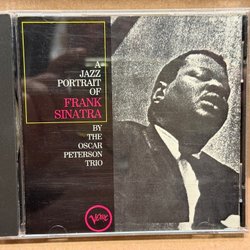 A
JAZZ
PORTRAIT
OF
FRANK
SINATRA
BY
THE
OSCAR
PETERSON
TRIO
Verve